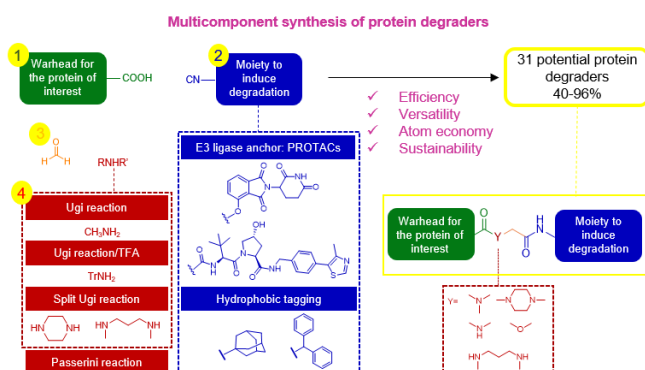 Multicomponent synthesis of protein degraders
1
Warhead for
the protein of
interest
COOH
2
CN
Moiety to
induce
degradation
31 potential protein
degraders
40-96%
✓ Efficiency
✓ Versatility
✓ Atom economy
✓ Sustainability
3
O
H H
RNHR'
4
Ugi reaction
CH₃NH₂
Ugi reaction/TFA
TrNH₂
Split Ugi reaction
HN NH
HN NH
Passerini reaction
E3 ligase anchor: PROTACs
O O O
N NH
O
O
OH
O
N
H
N
O O
NH
N
S
Hydrophobic tagging
Warhead for
the protein of
interest
O
Y
O
H
N
Moiety to
induce
degradation
Y=
N
N N
NH
O
HN NH